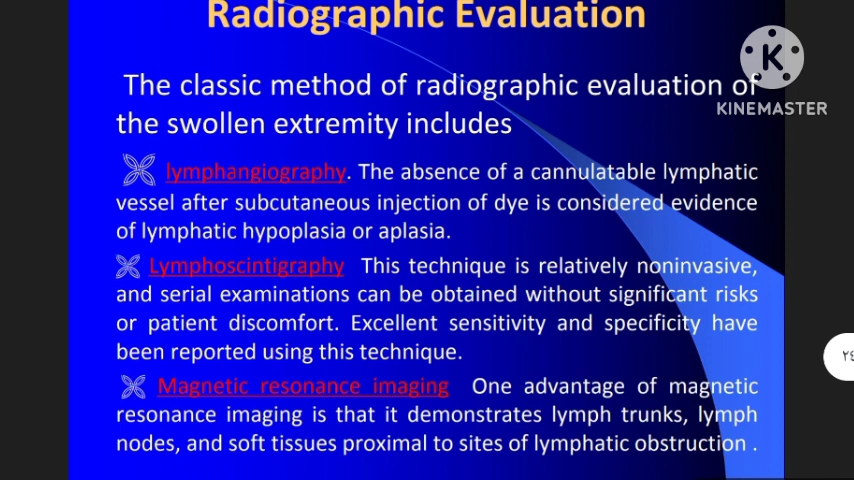 Radiographic Evaluation
The classic method of radiographic evaluation of
the swollen extremity includes
lymphangiography. The absence of a cannulatable lymphatic
vessel after subcutaneous injection of dye is considered evidence
of lymphatic hypoplasia or aplasia.
Lymphoscintigraphy This technique is relatively noninvasive,
and serial examinations can be obtained without significant risks
or patient discomfort. Excellent sensitivity and specificity have
been reported using this technique.
Magnetic resonance imaging One advantage of magnetic
resonance imaging is that it demonstrates lymph trunks, lymph
nodes, and soft tissues proximal to sites of lymphatic obstruction .
K
KINEMASTER